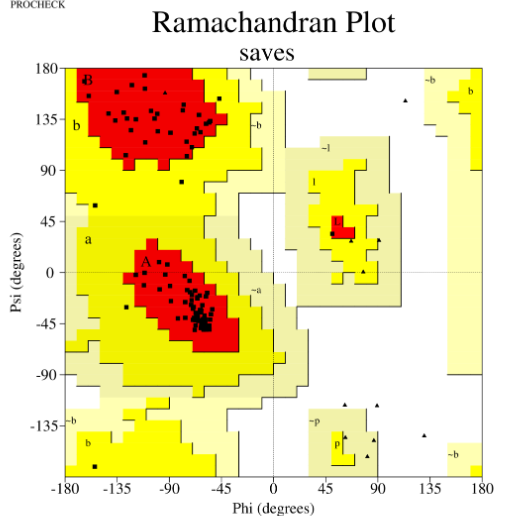 PROCHECK
Ramachandran Plot
saves
180
B
~b
b
135
b
~b
~l
90
l
45
L
a
A
0
~a
-45
-90
-135
~b
~p
b
p
~b
-180 -135 -90 -45 0 45 90 135 180
Phi (degrees)
Psi (degrees)